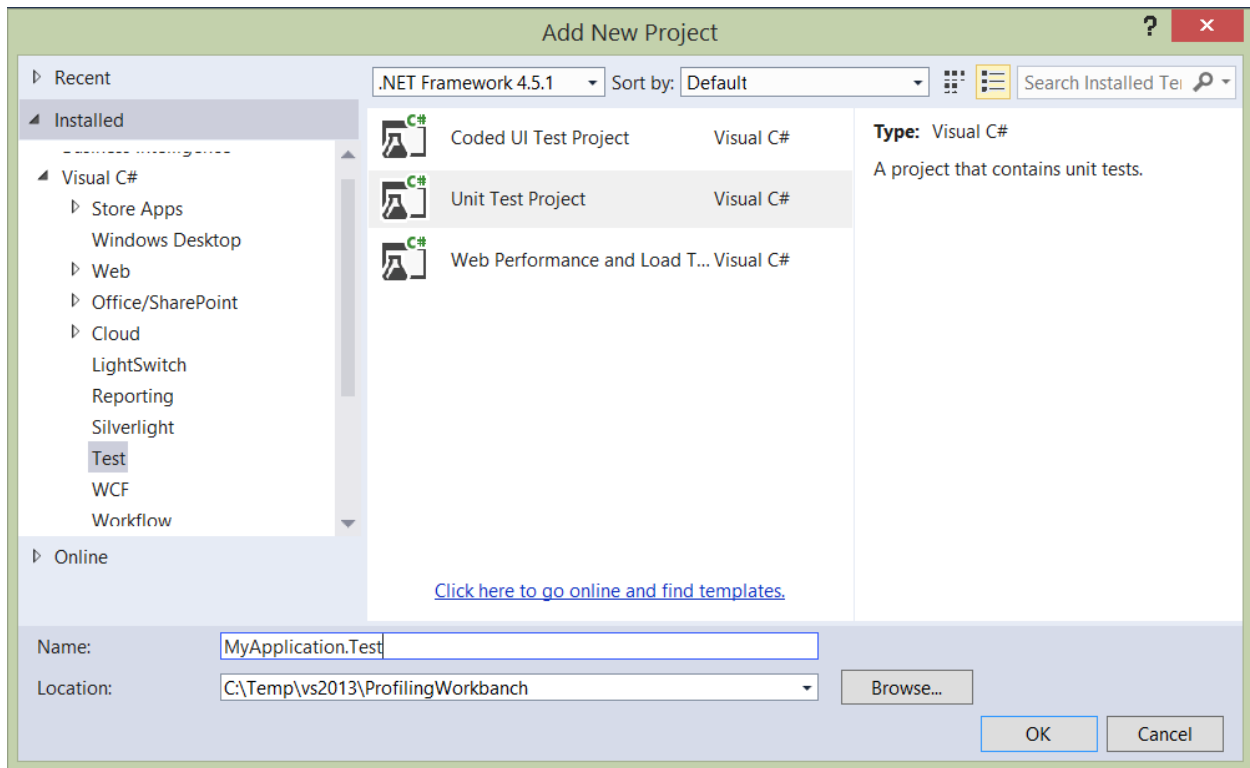 Add New Project
?
Recent
.NET Framework 4.5.1 Sort by: Default Search Installed Te
Installed
Visual C#
Store Apps
Windows Desktop
Web
Office/SharePoint
Cloud
LightSwitch
Reporting
Silverlight
Test
WCF
Workflow
Online
C# Coded UI Test Project Visual C#
C# Unit Test Project Visual C#
C# Web Performance and Load T... Visual C#
Click here to go online and find templates.
Type: Visual C#
A project that contains unit tests.
Name: MyApplication.Test
Location: C:\Temp\vs2013\ProfilingWorkbanch Browse...
OK Cancel